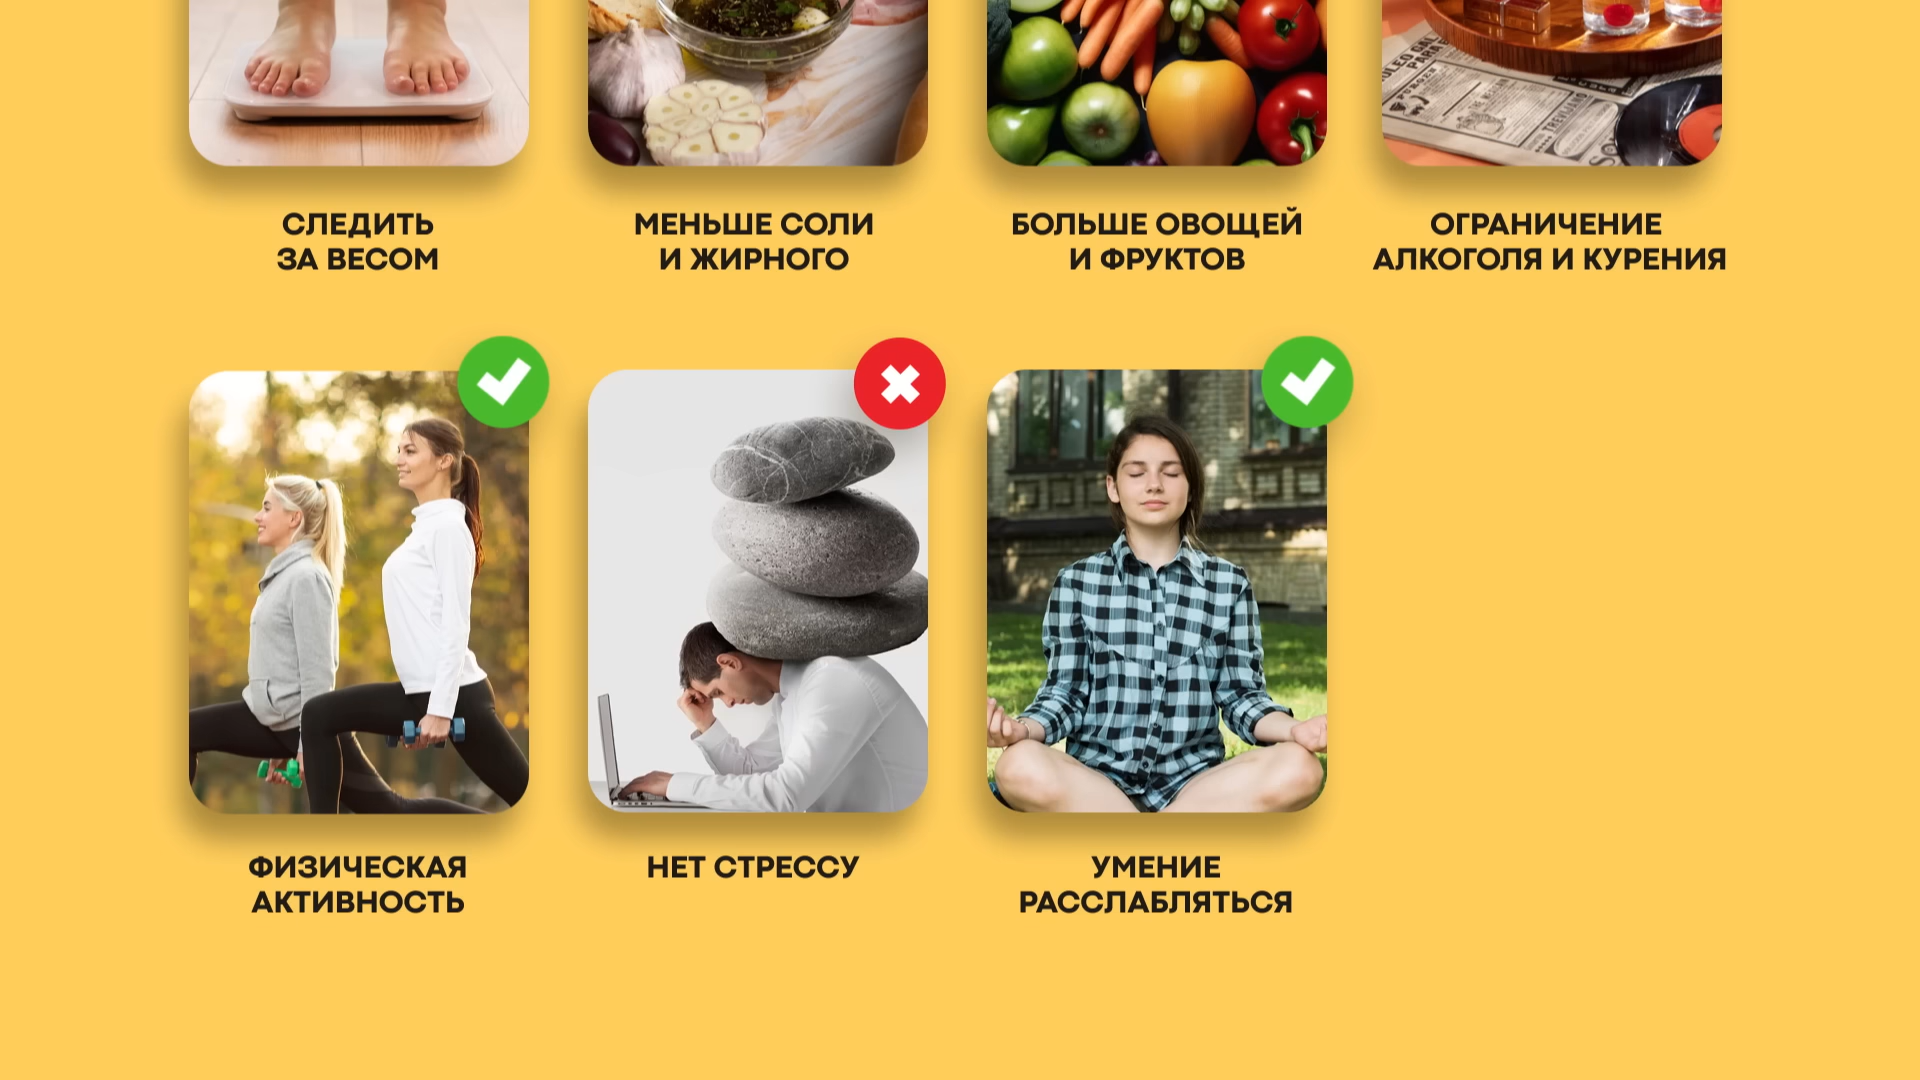 СЛЕДИТЬ
ЗА ВЕСОМ
МЕНЬШЕ СОЛИ
И ЖИРНОГО
БОЛЬШЕ ОВОЩЕЙ
И ФРУКТОВ
ОГРАНИЧЕНИЕ
АЛКОГОЛЯ И КУРЕНИЯ
ФИЗИЧЕСКАЯ
АКТИВНОСТЬ
НЕТ СТРЕССУ
УМЕНИЕ
РАССЛАБЛЯТЬСЯ